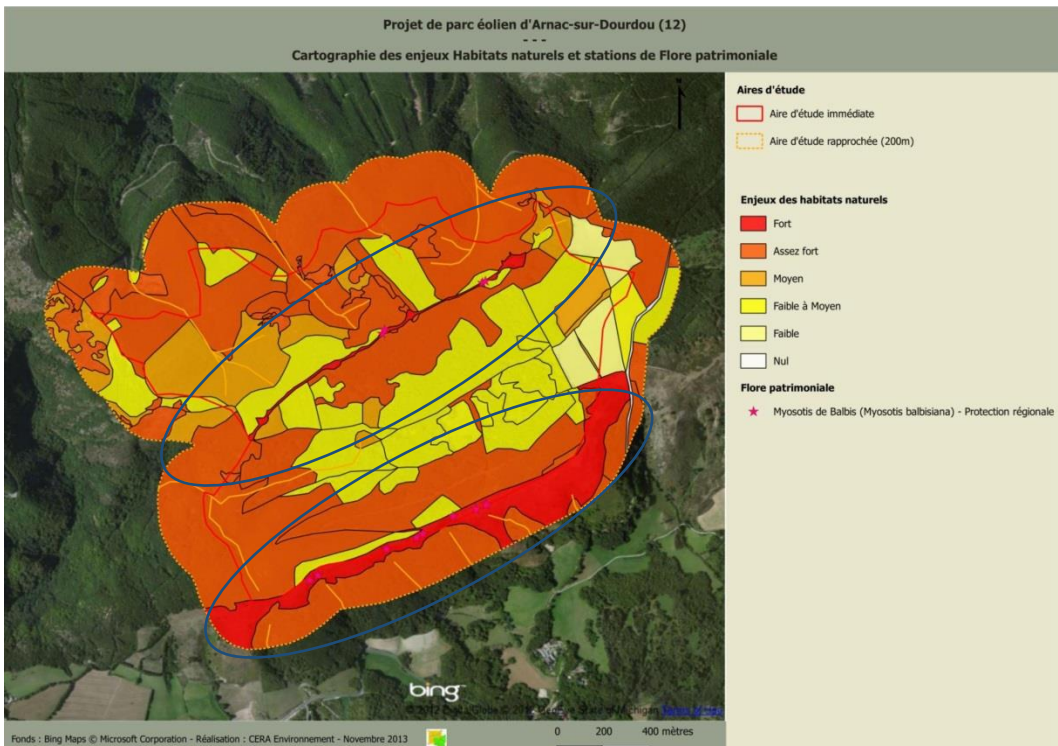 Projet de parc éolien d'Arnac-sur-Dourdou (12)
- - -
Cartographie des enjeux Habitats naturels et stations de Flore patrimoniale
N
Aires d'étude
Aire d'étude immédiate
Aire d'étude rapprochée (200m)
Enjeux des habitats naturels
Fort
Assez fort
Moyen
Faible à Moyen
Faible
Nul
Flore patrimoniale
Myosotis de Balbis (Myosotis balbisiana) - Protection régionale
bing
State of Michigan
Fonds : Bing Maps © Microsoft Corporation - Réalisation : CERA Environnement - Novembre 2013
0 200 400 mètres